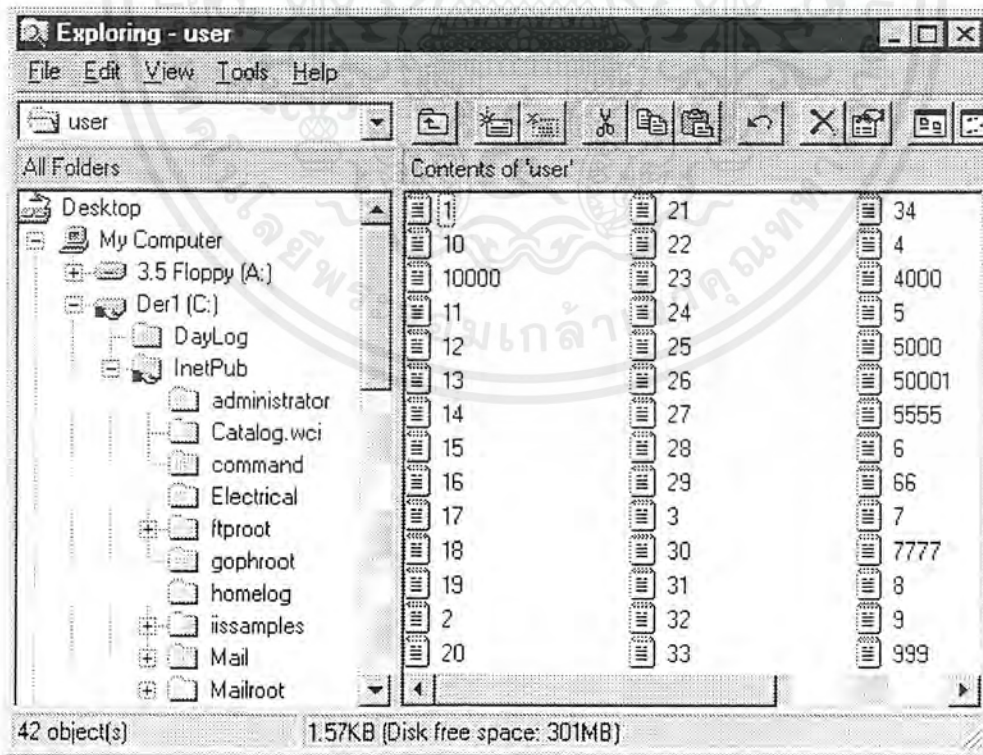 Exploring - user
File Edit View Tools Help
user
All Folders
Contents of 'user'
Desktop
My Computer
3.5 Floppy (A:)
Der1 (C:)
DayLog
InetPub
administrator
Catalog.wci
command
Electrical
ftproot
gophroot
homelog
iissamples
Mail
Mailroot
1
10
10000
11
12
13
14
15
16
17
18
19
2
20
21
22
23
24
25
26
27
28
29
3
30
31
32
33
34
4
4000
5
5000
50001
5555
6
66
7
7777
8
9
999
42 object(s)
1.57KB (Disk free space: 301MB)